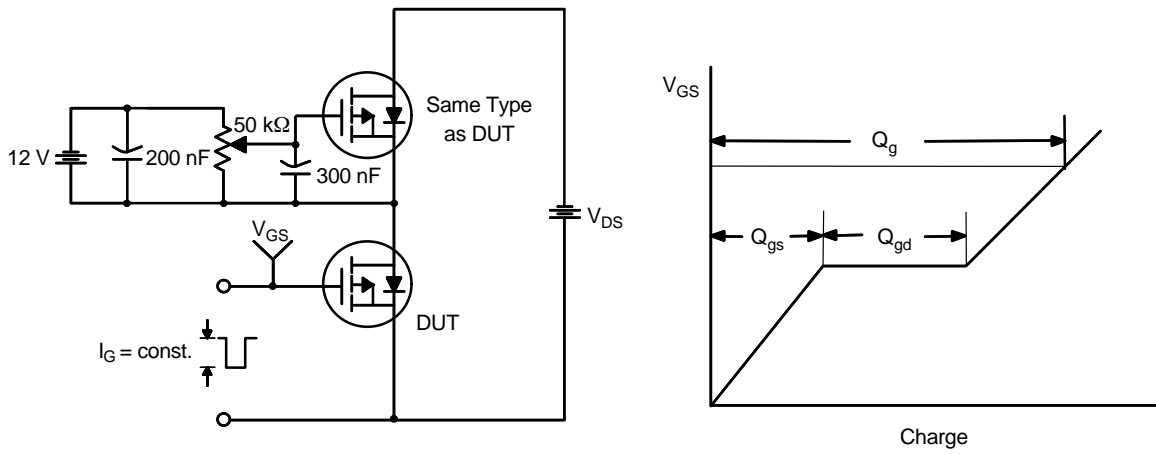 Same Type
as DUT
50 kΩ
12 V
200 nF
300 nF
V_GS
V_DS
DUT
I_G = const.
V_GS
Q_g
Q_gs
Q_gd
Charge